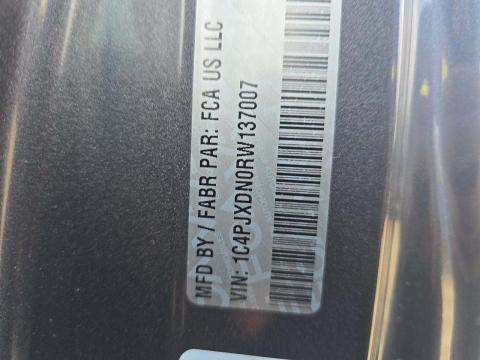 MFD BY / FABR PAR: FCA US LLC
VIN: 1C4PJXDN0RW137007